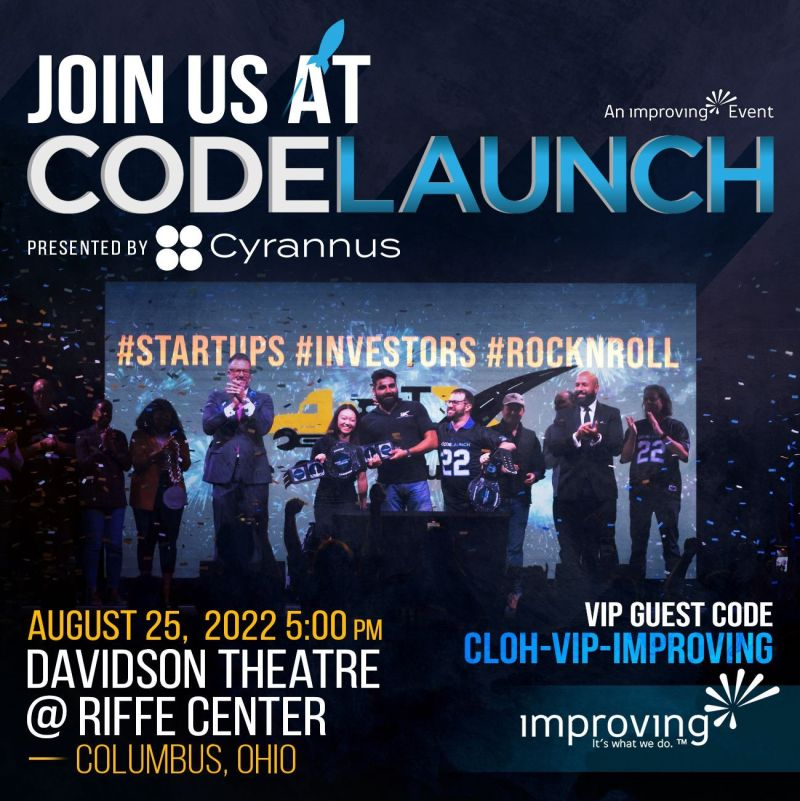 JOIN US AT
An improving Event
CODELAUNCH
PRESENTED BY Cyrannus
#STARTUPS #INVESTORS #ROCKNROLL
CODELAUNCH
22
22
AUGUST 25, 2022 5:00 PM
DAVIDSON THEATRE
@ RIFFE CENTER
COLUMBUS, OHIO
VIP GUEST CODE
CLOH-VIP-IMPROVING
improving
It's what we do. ™